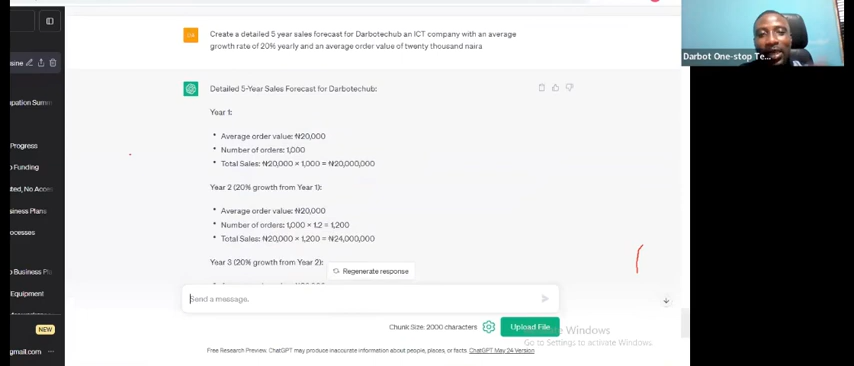 Create a detailed 5 year sales forecast for Darbotechub an ICT company with an average
growth rate of 20% yearly and an average order value of twenty thousand naira
Darbot One-stop Te...
Detailed 5-Year Sales Forecast for Darbotechub:
Year 1:
• Average order value: ₦20,000
• Number of orders: 1,000
• Total Sales: ₦20,000 × 1,000 = ₦20,000,000
Year 2 (20% growth from Year 1):
• Average order value: ₦20,000
• Number of orders: 1,000 × 1.2 = 1,200
• Total Sales: ₦20,000 × 1,200 = ₦24,000,000
Year 3 (20% growth from Year 2):
Regenerate response
Send a message.
Chunk Size: 2000 characters
Upload File
Windows
Go to Settings to activate Windows.
Free Research Preview. ChatGPT may produce inaccurate information about people, places, or facts. ChatGPT May 24 Version
Progress
o Funding
siness Plans
ocesses
Equipment
NEW
gmail.com